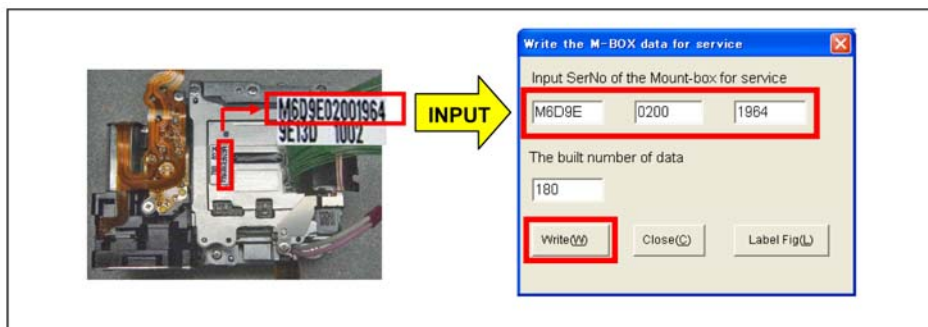 M6D9E02001964
9E13D 1002
INPUT
Write the M-BOX data for service
Input SerNo of the Mount-box for service
M6D9E 0200 1964
The built number of data
180
Write(W) Close(C) Label Fig(L)